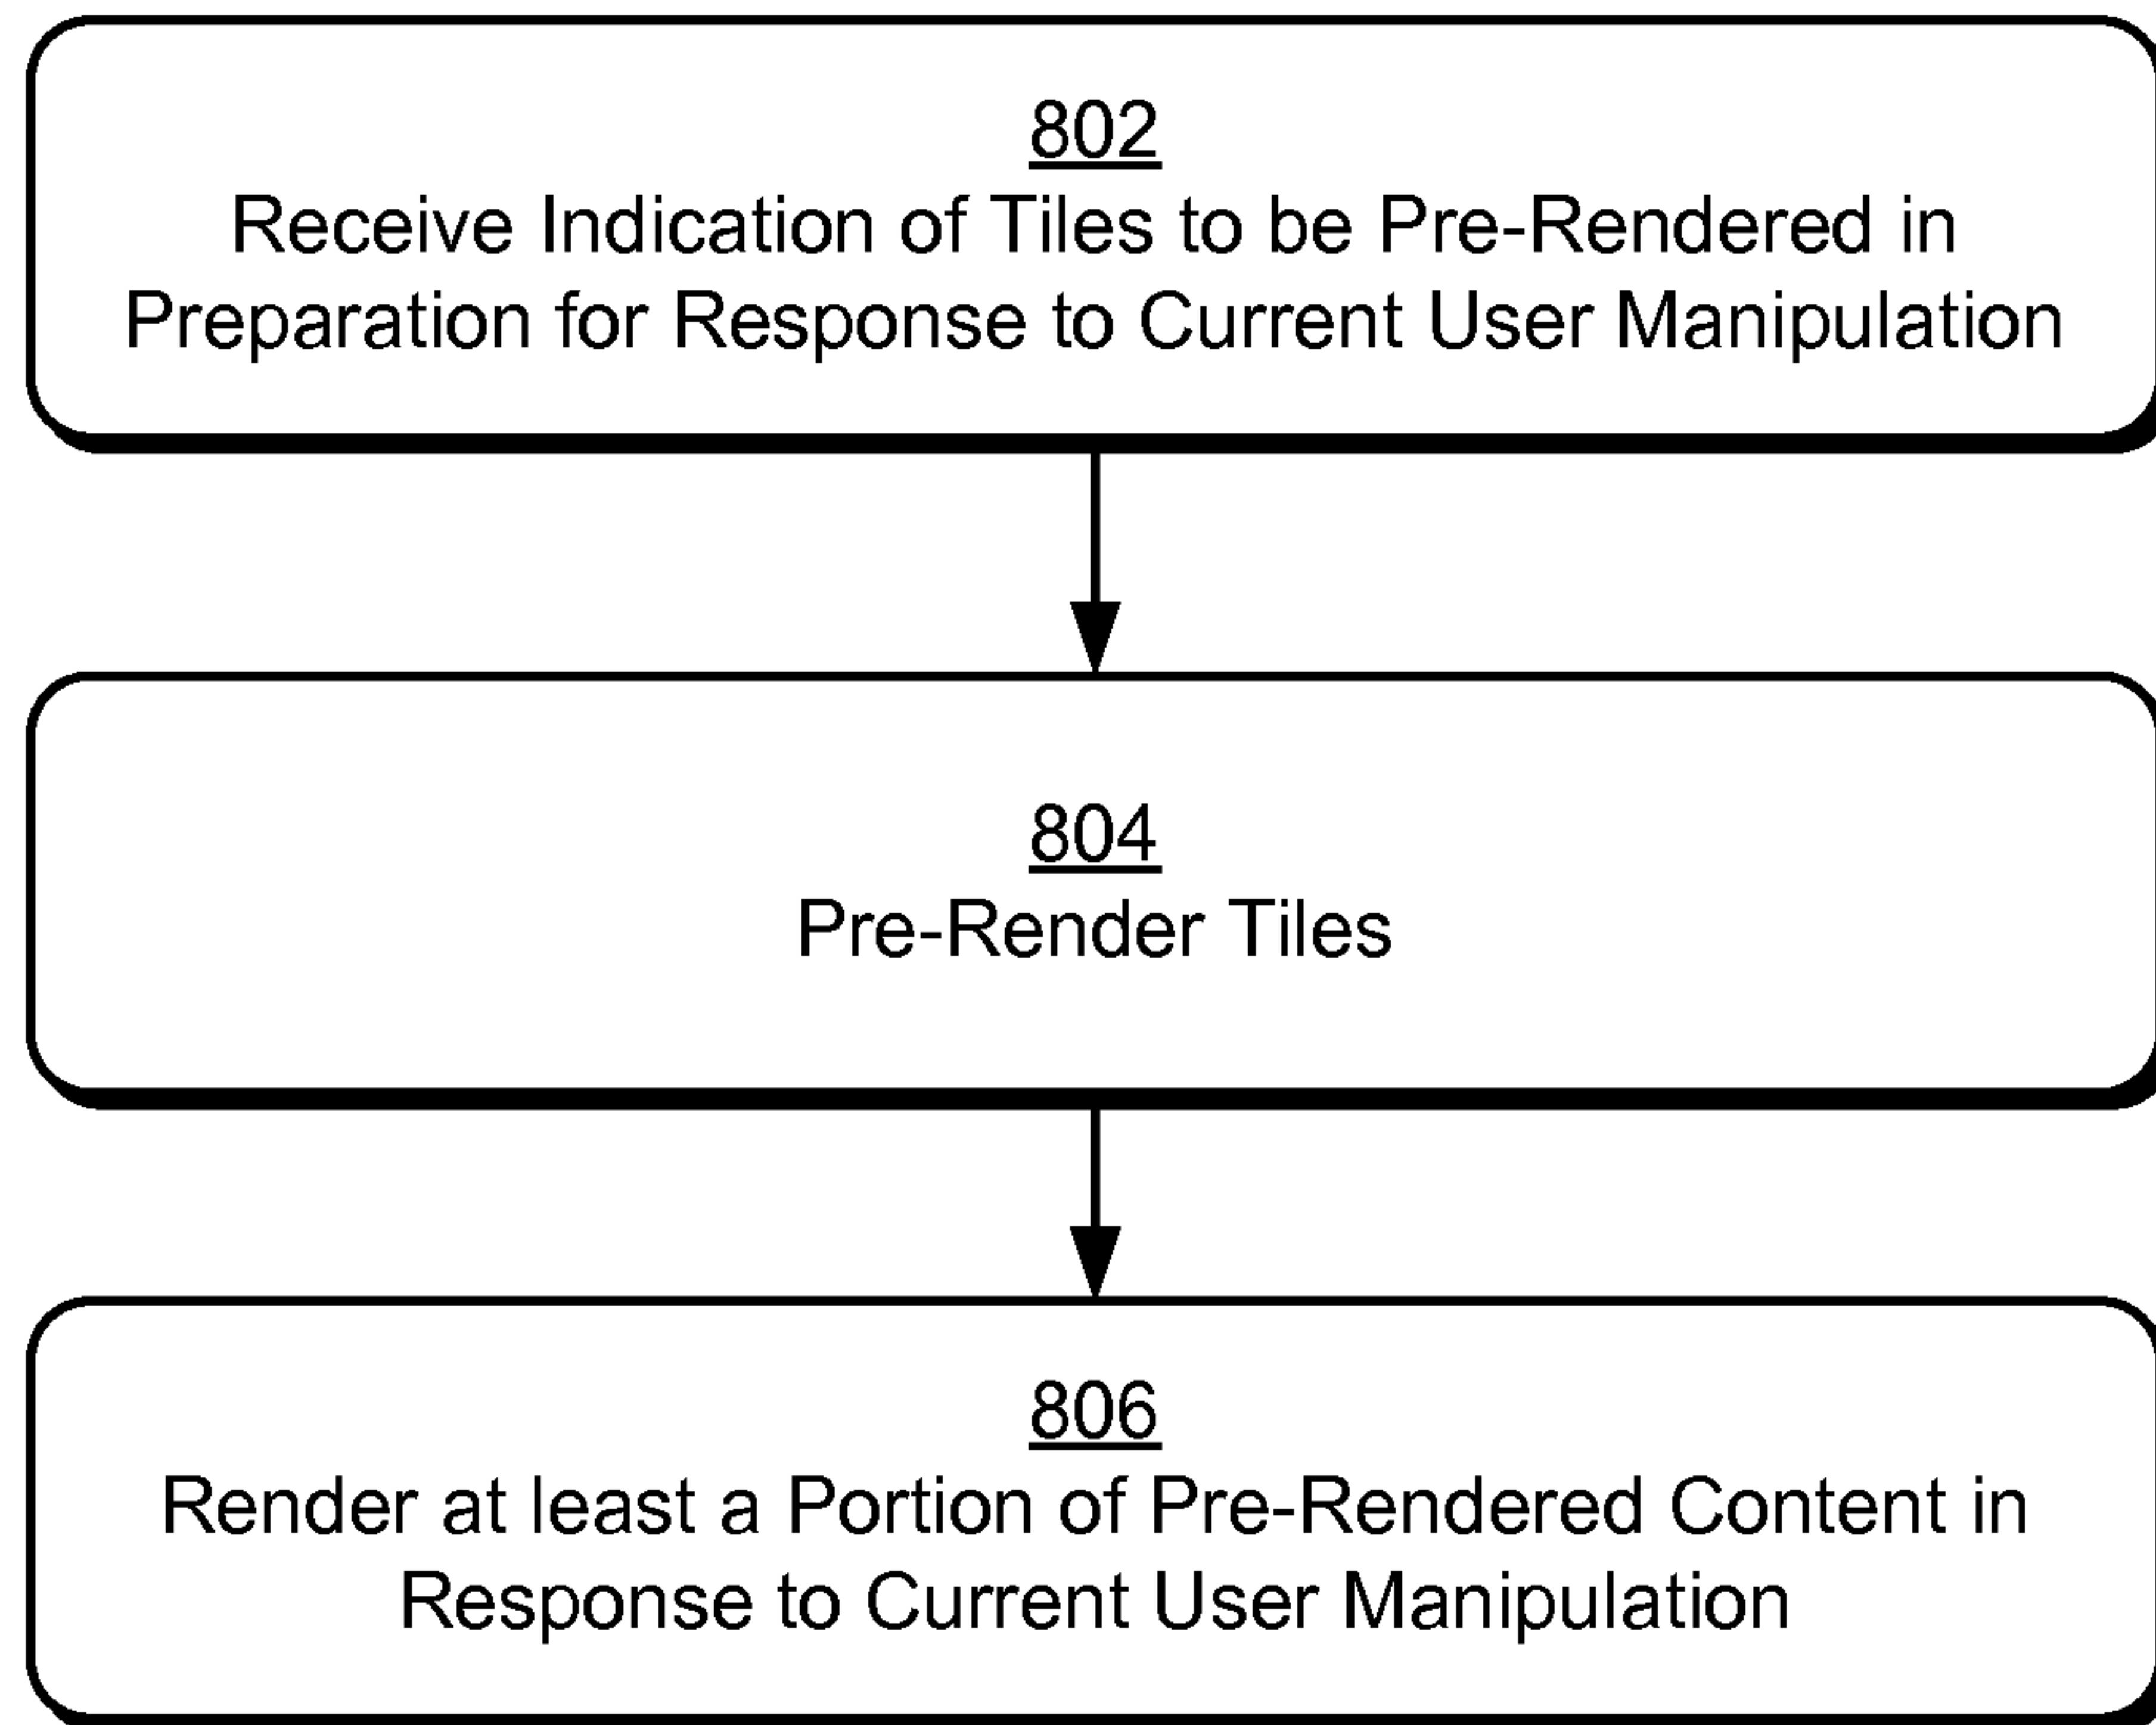 802
Receive Indication of Tiles to be Pre-Rendered in
Preparation for Response to Current User Manipulation
804
Pre-Render Tiles
806
Render at least a Portion of Pre-Rendered Content in
Response to Current User Manipulation